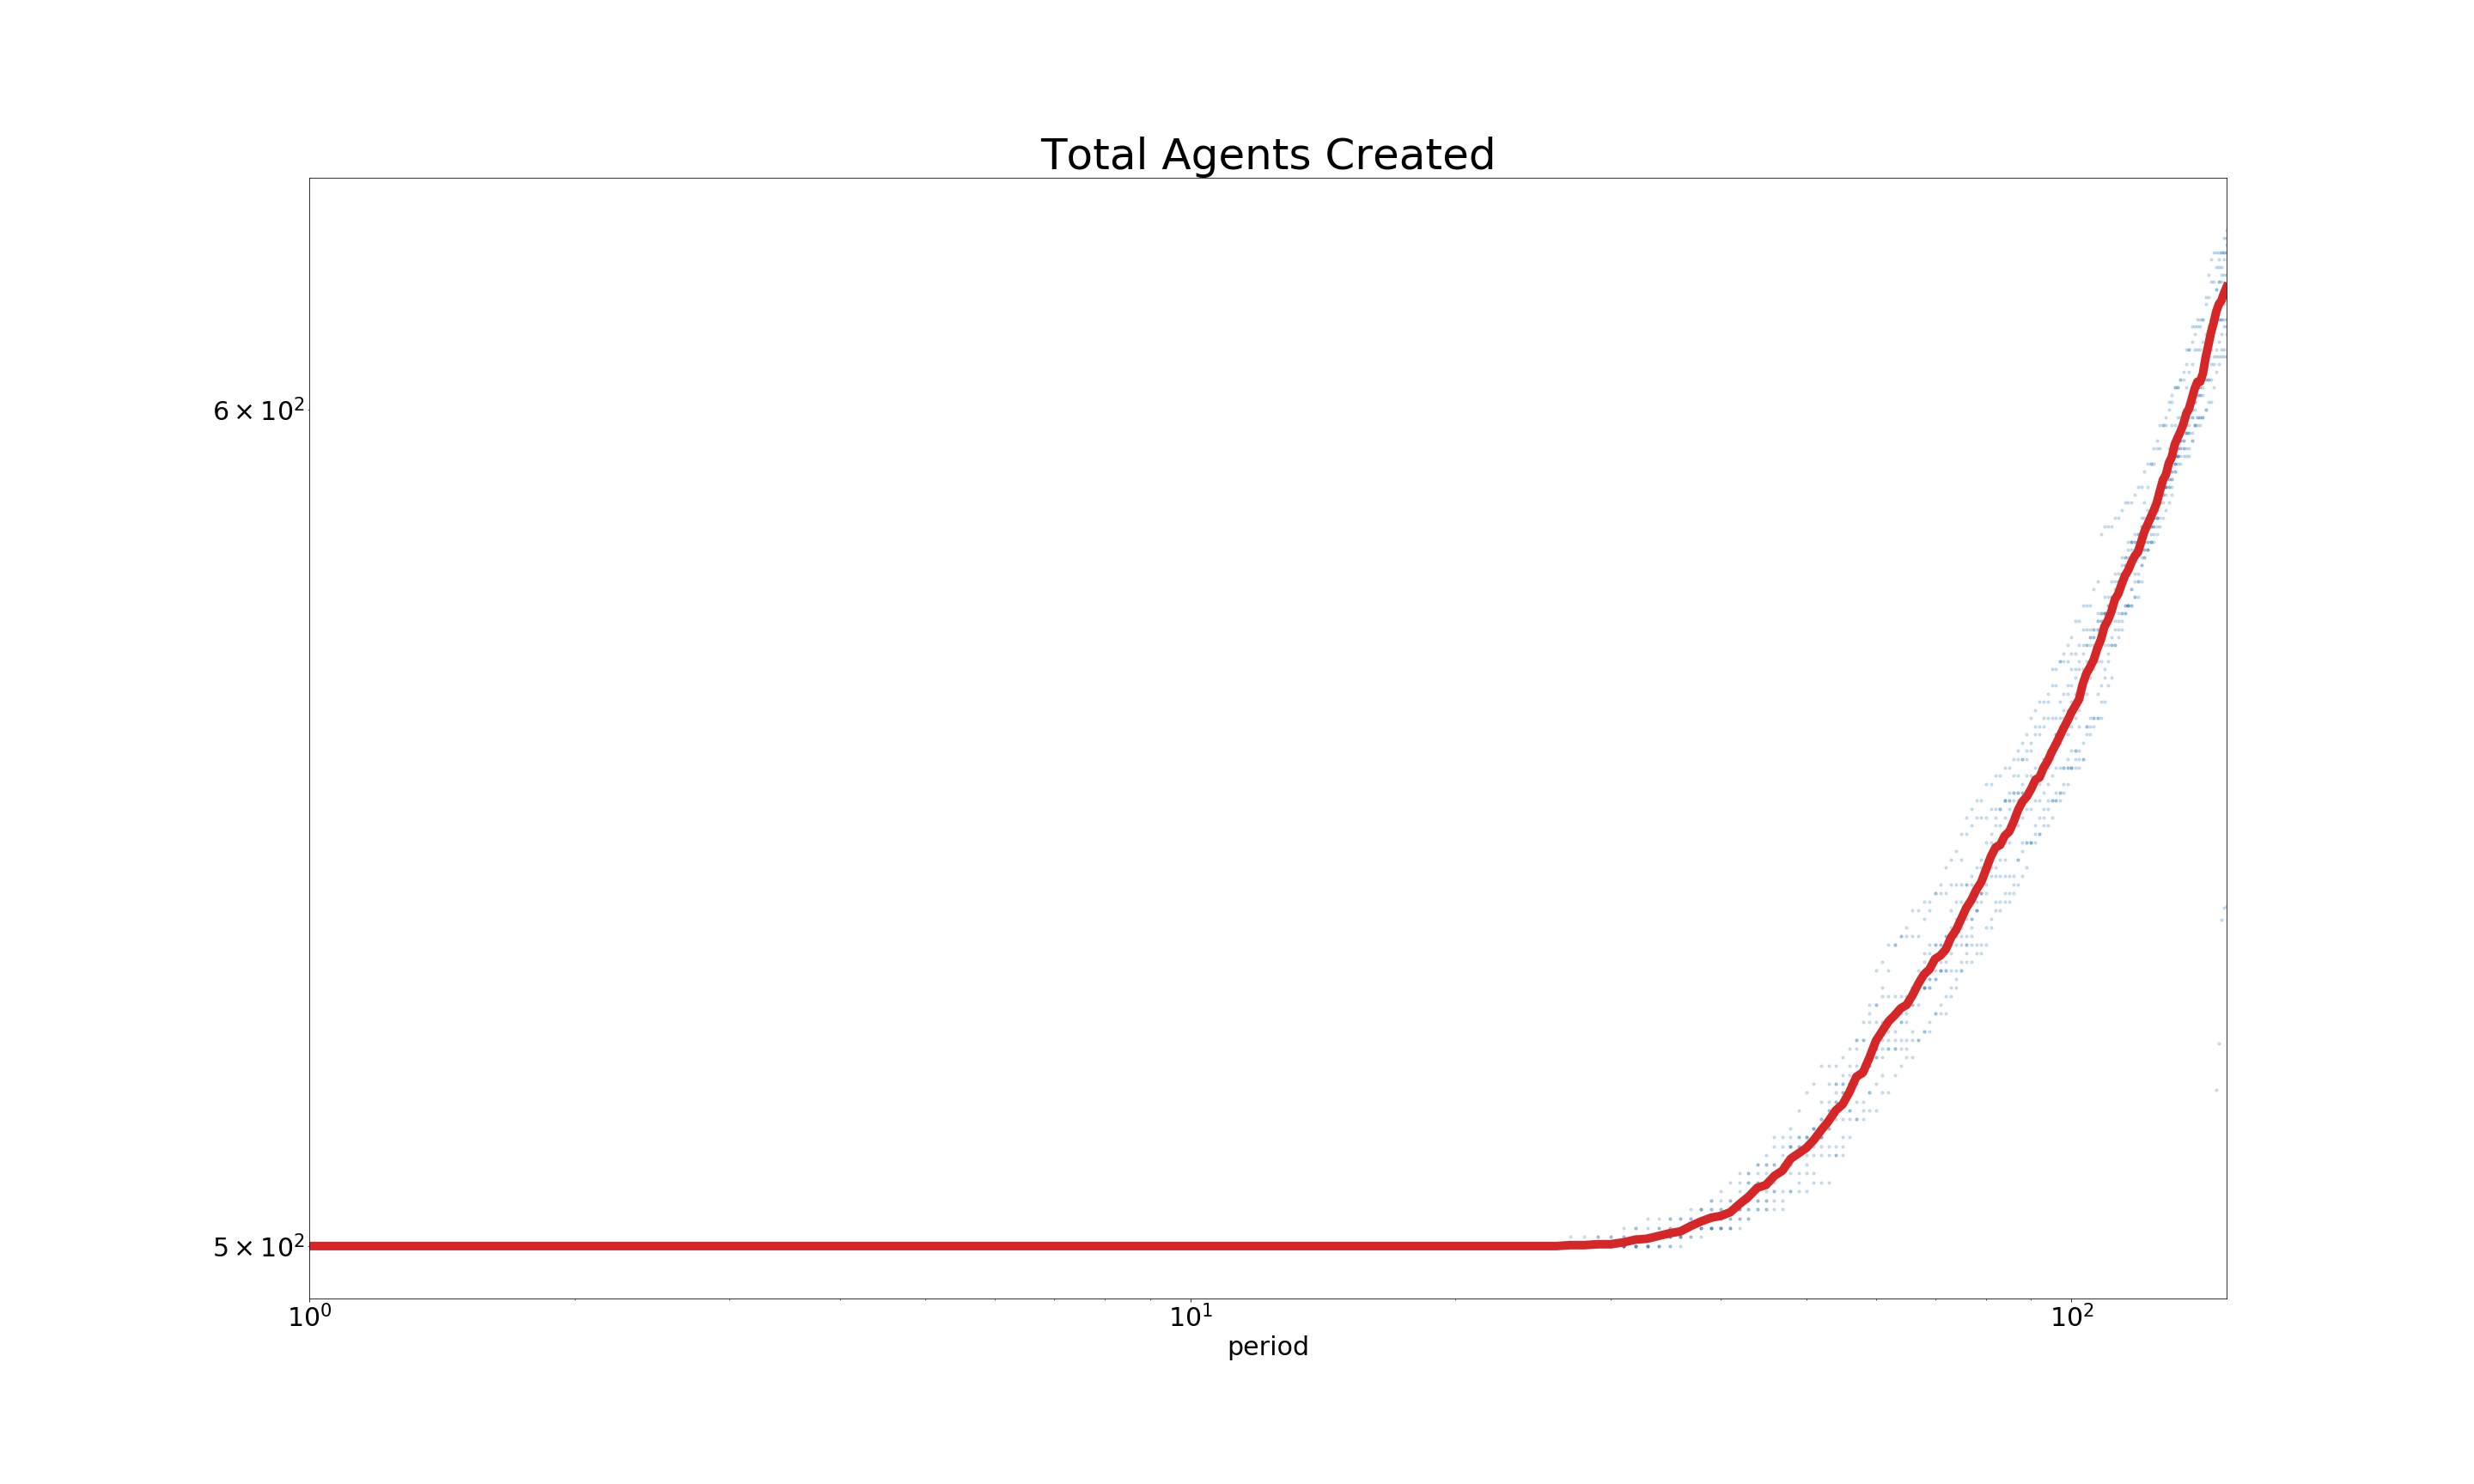 Total Agents Created
6 × 10²
5 × 10²
10⁰ 10¹ 10²
period